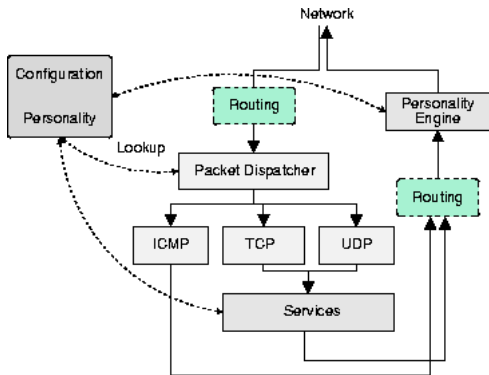 Network
Configuration
Personality
Routing
Personality
Engine
Lookup
Packet Dispatcher
Routing
ICMP
TCP
UDP
Services